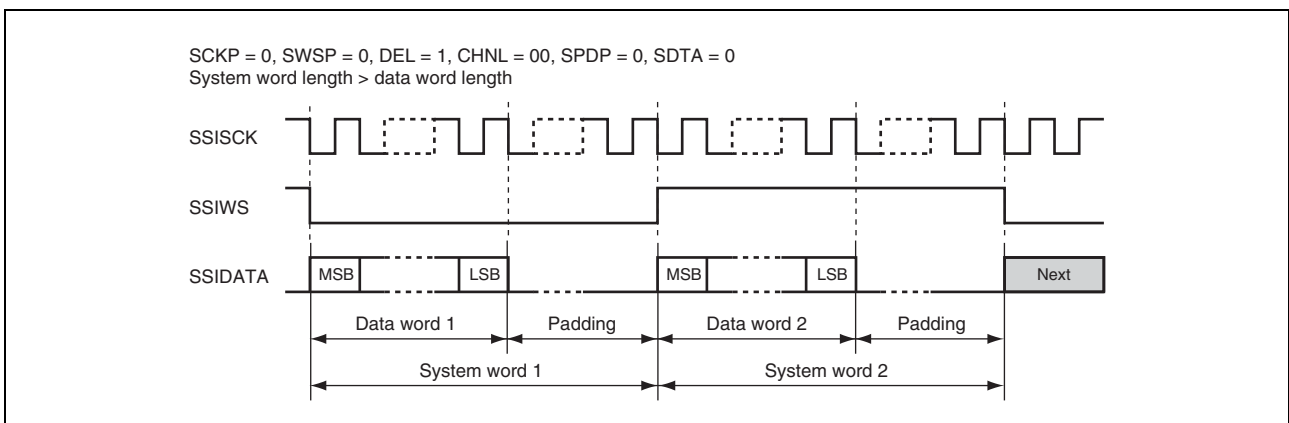 SCKP = 0, SWSP = 0, DEL = 1, CHNL = 00, SPDP = 0, SDTA = 0
System word length > data word length
SSISCK
SSIWS
SSIDATA MSB LSB MSB LSB Next
Data word 1 Padding Data word 2 Padding
System word 1 System word 2